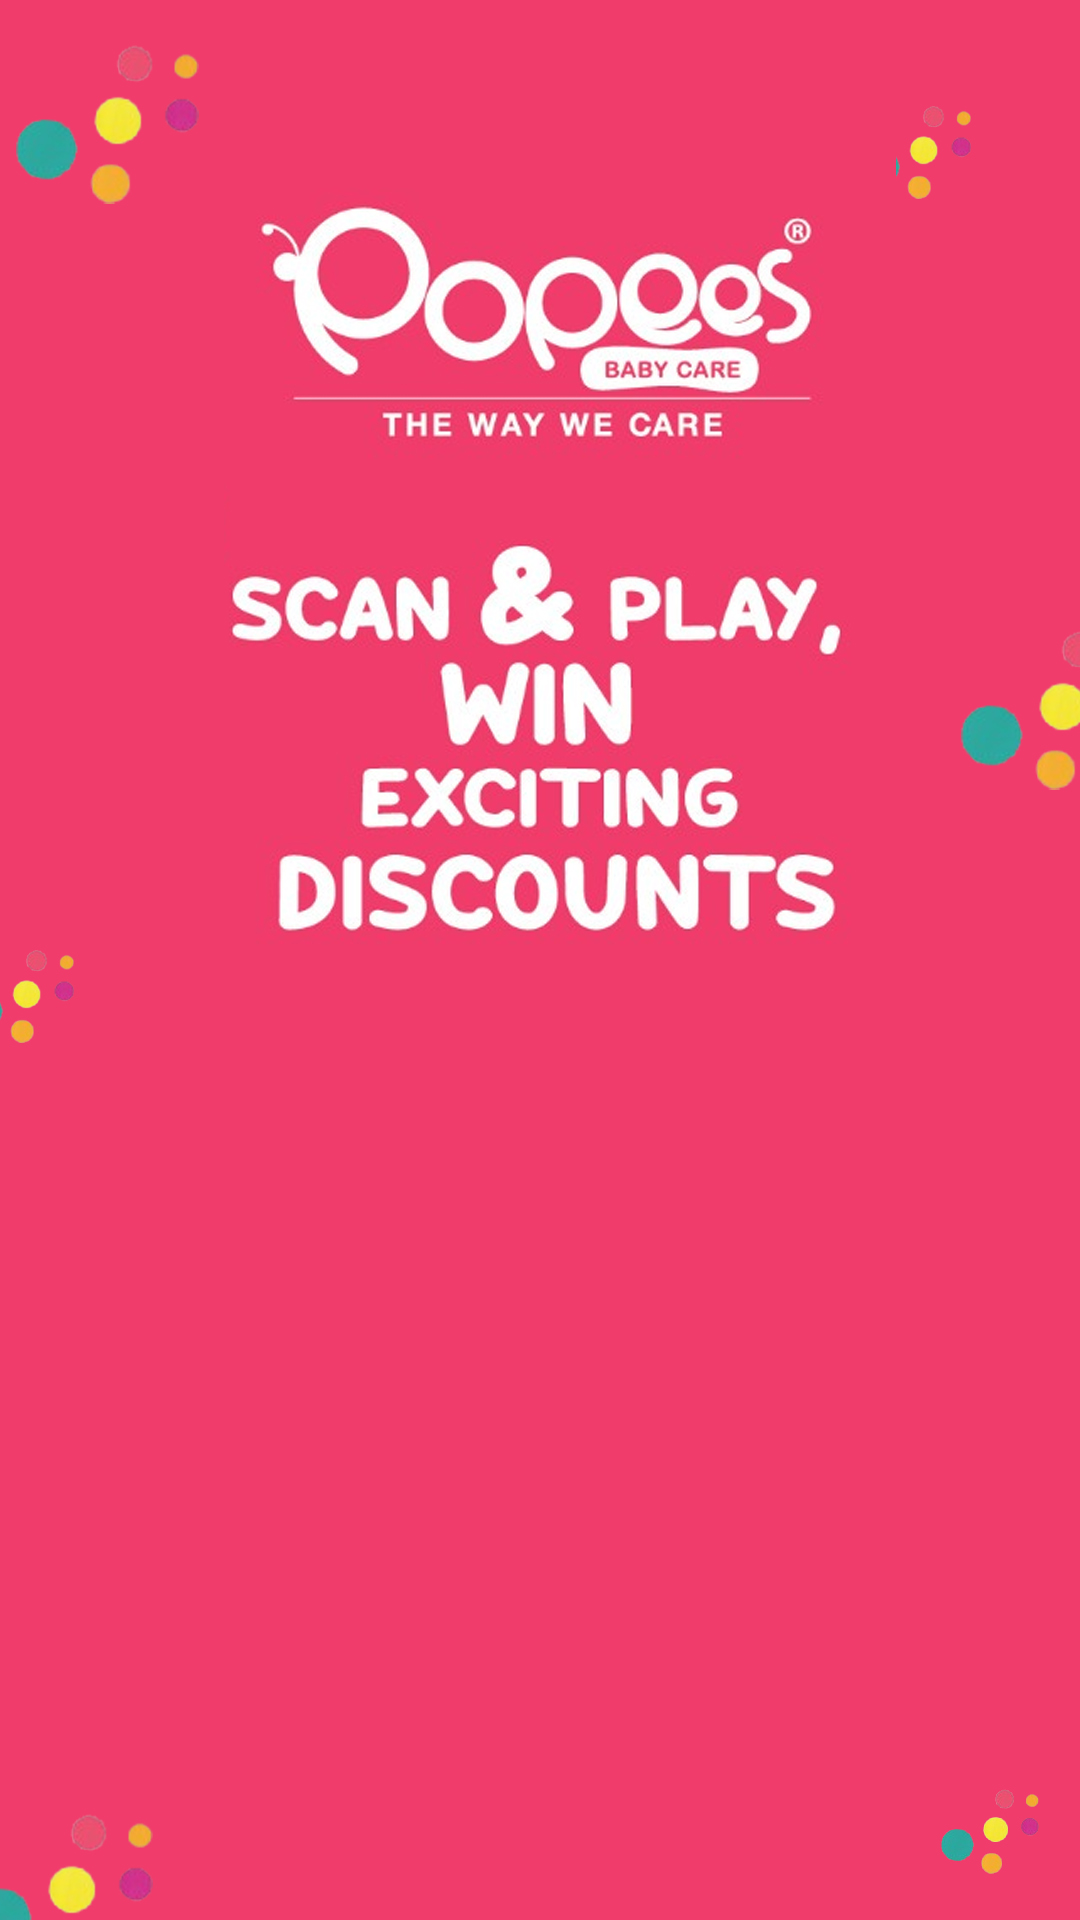 Popees®
BABY CARE
THE WAY WE CARE
SCAN & PLAY,
WIN
EXCITING
DISCOUNTS